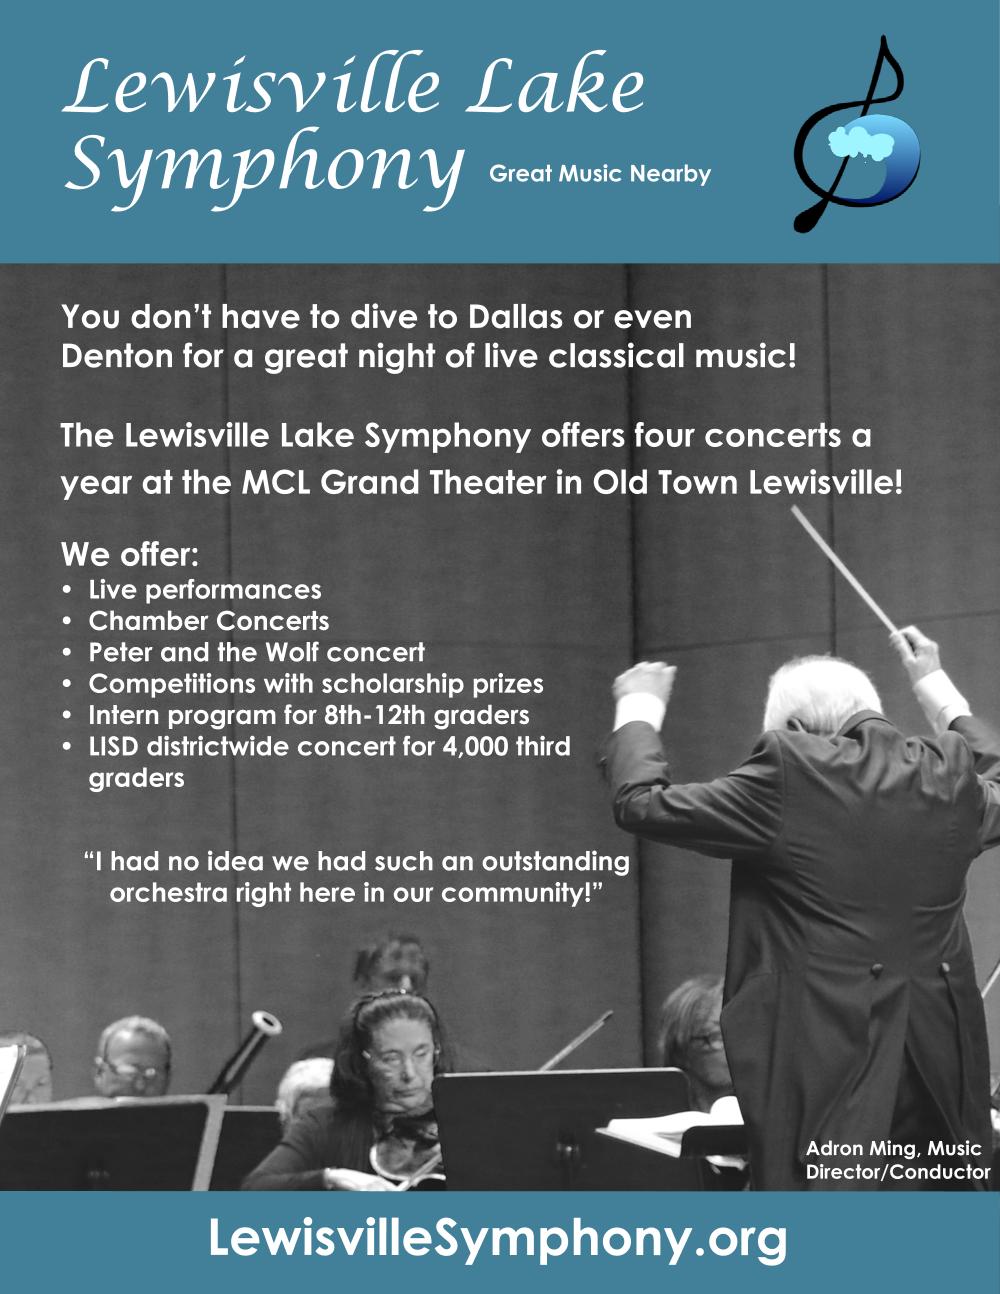 Lewisville Lake
Symphony Great Music Nearby
You don’t have to dive to Dallas or even
Denton for a great night of live classical music!
The Lewisville Lake Symphony offers four concerts a
year at the MCL Grand Theater in Old Town Lewisville!
We offer:
• Live performances
• Chamber Concerts
• Peter and the Wolf concert
• Competitions with scholarship prizes
• Intern program for 8th-12th graders
• LISD districtwide concert for 4,000 third
graders
“I had no idea we had such an outstanding
orchestra right here in our community!”
Adron Ming, Music
Director/Conductor
LewisvilleSymphony.org